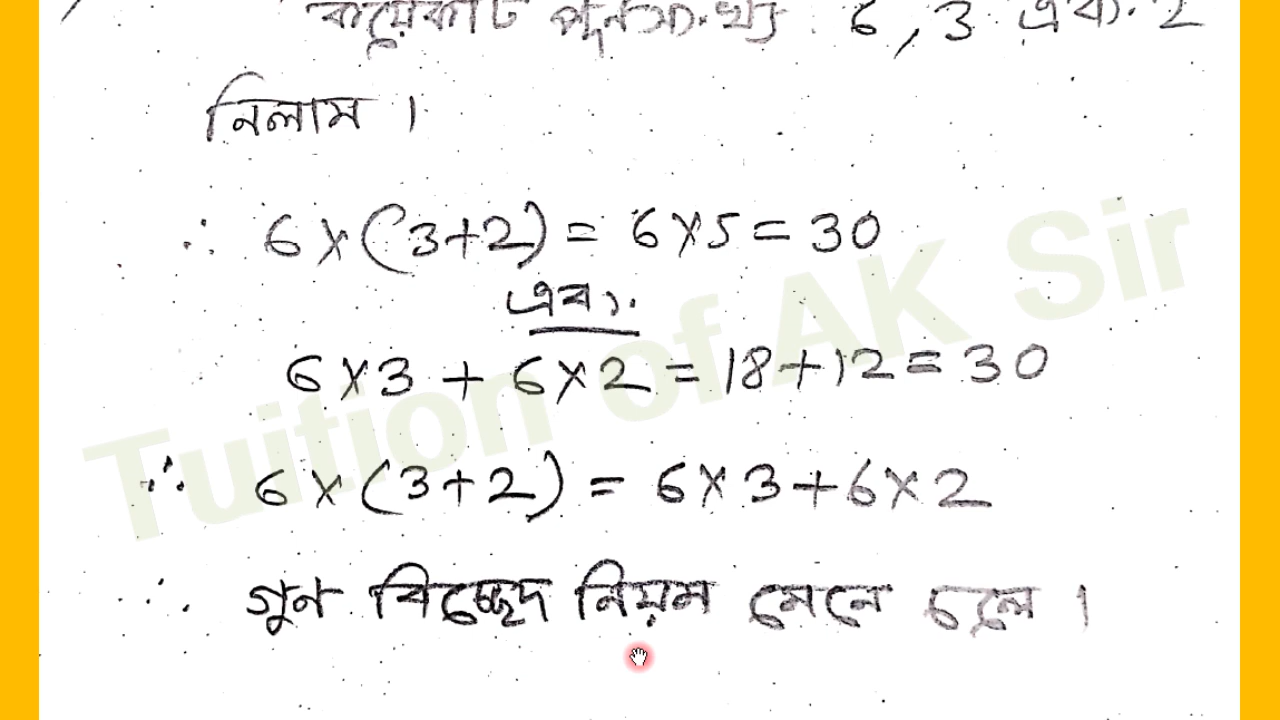 কয়েকটি পূর্নসংখ্যা 6, 3 এবং 2
নিলাম ।
∴ 6×(3+2) = 6×5 = 30
এবং
6×3 + 6×2 = 18+12 = 30
∴ 6×(3+2) = 6×3+6×2
∴ গুন বিচ্ছেদ নিয়ম মেনে চলে ।
Tuition of AK Sir